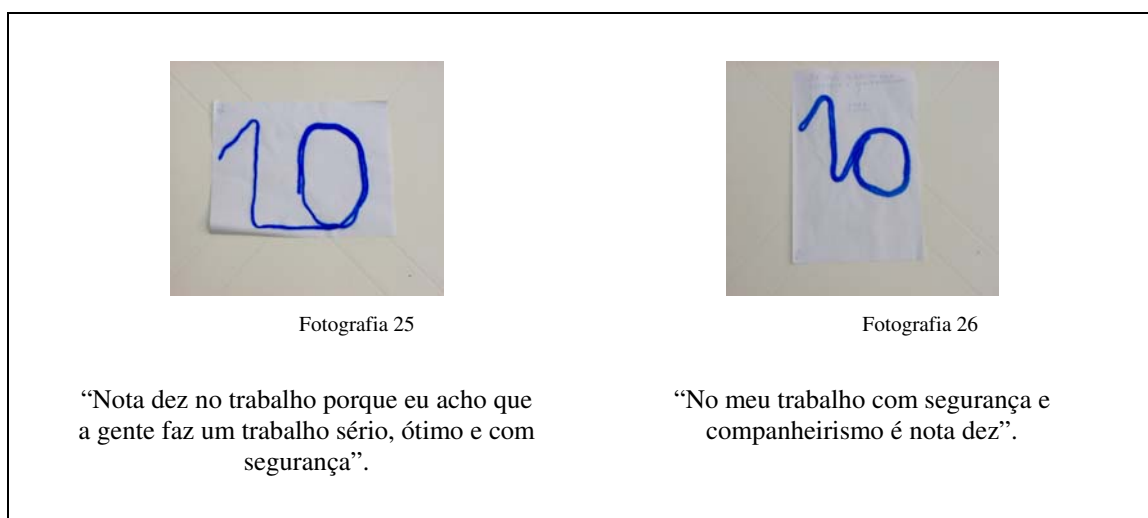 10
10
Fotografia 25
Fotografia 26
“Nota dez no trabalho porque eu acho que
a gente faz um trabalho sério, ótimo e com
segurança”.
“No meu trabalho com segurança e
companheirismo é nota dez”.